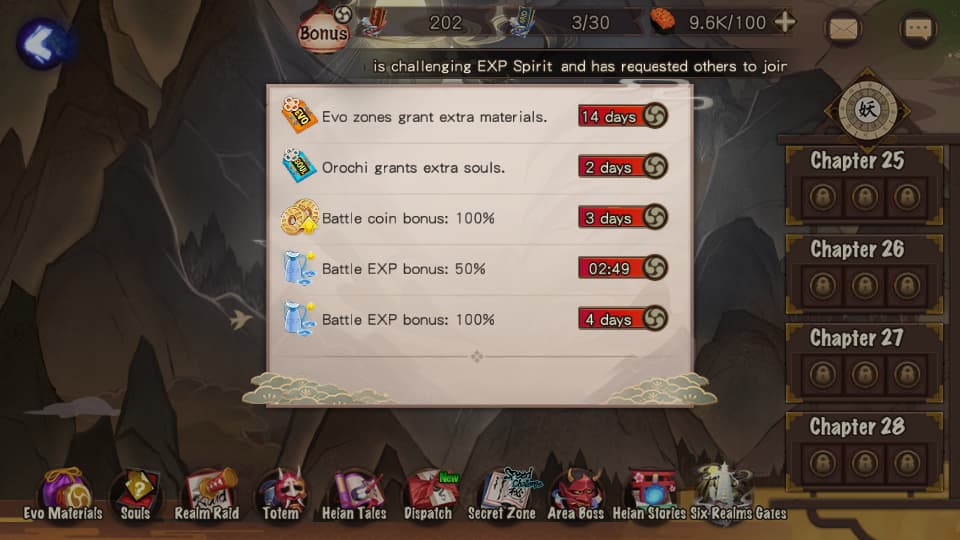 Bonus
202
3/30
9.6K/100
is challenging EXP Spirit and has requested others to join
Evo zones grant extra materials.
14 days
Orochi grants extra souls.
2 days
Battle coin bonus: 100%
3 days
Battle EXP bonus: 50%
02:49
Battle EXP bonus: 100%
4 days
EVO
SOUL
妖
Chapter 25
Chapter 26
Chapter 27
Chapter 28
New
Evo Materials
Souls
Realm Raid
Totem
Heian Tales
Dispatch
Secret Zone
Area Boss
Heian Stories
Six Realms Gates